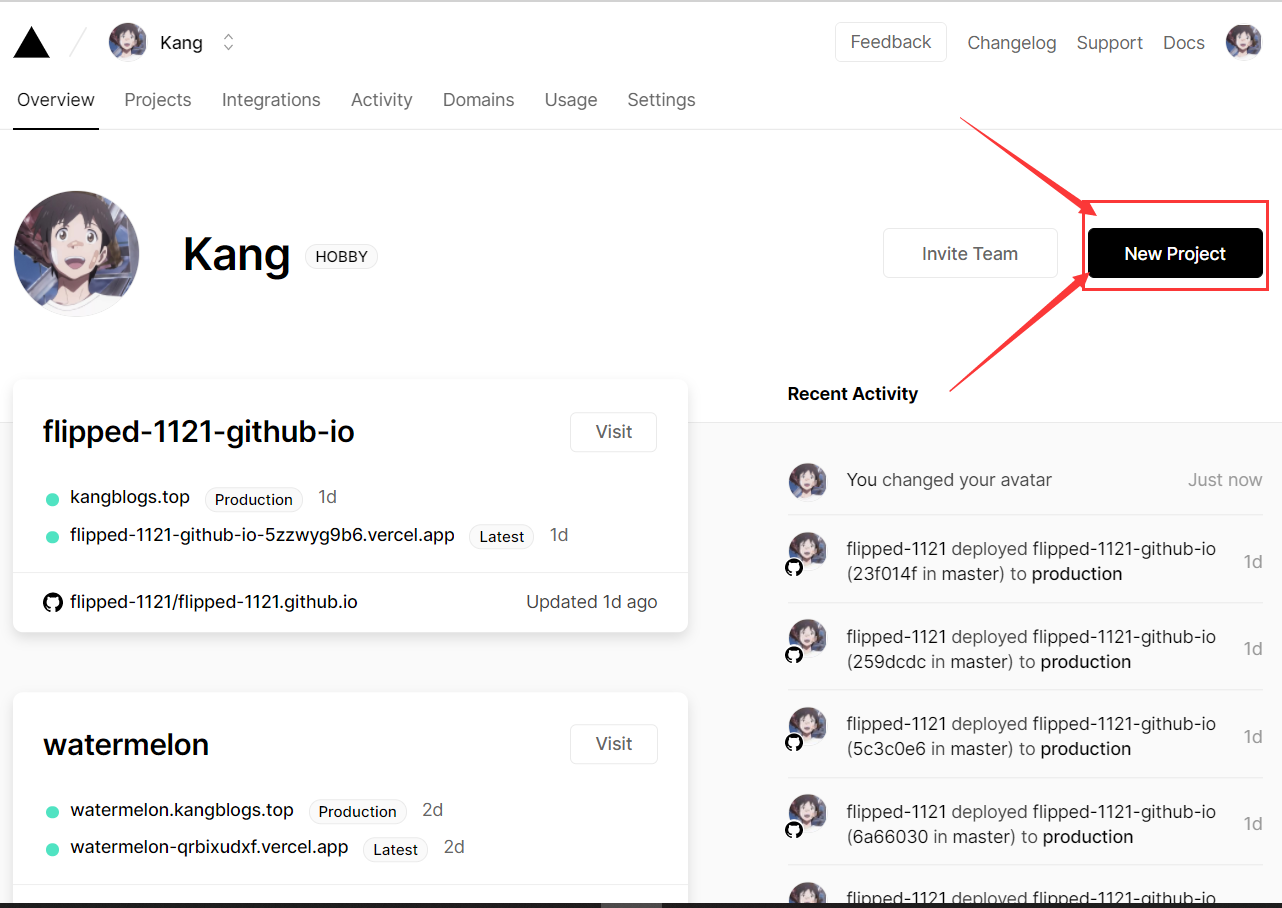 Kang
Feedback
Changelog
Support
Docs
Overview
Projects
Integrations
Activity
Domains
Usage
Settings
Kang
HOBBY
Invite Team
New Project
flipped-1121-github-io
Visit
kangblogs.top Production 1d
flipped-1121-github-io-5zzwyg9b6.vercel.app Latest 1d
flipped-1121/flipped-1121.github.io
Updated 1d ago
watermelon
Visit
watermelon.kangblogs.top Production 2d
watermelon-qrbixudxf.vercel.app Latest 2d
Recent Activity
You changed your avatar
Just now
flipped-1121 deployed flipped-1121-github-io
(23f014f in master) to production
1d
flipped-1121 deployed flipped-1121-github-io
(259dcdc in master) to production
1d
flipped-1121 deployed flipped-1121-github-io
(5c3c0e6 in master) to production
1d
flipped-1121 deployed flipped-1121-github-io
(6a66030 in master) to production
1d
flipped-1121 deployed flipped-1121-github-io